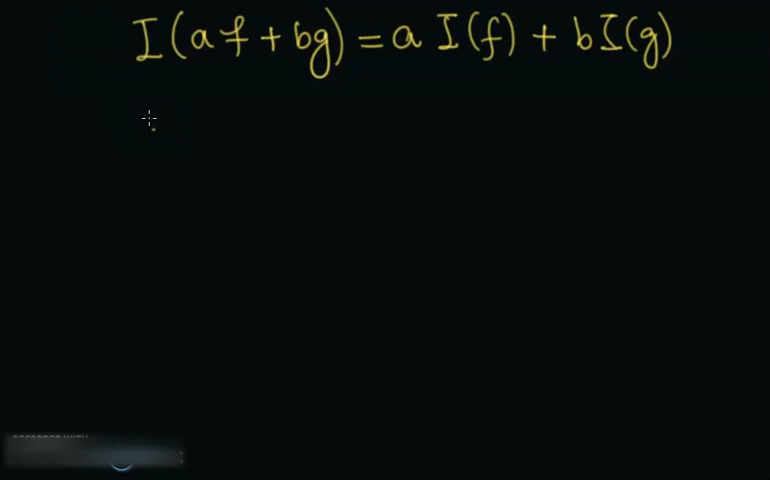 I(af + bg) = a I(f) + b I(g)